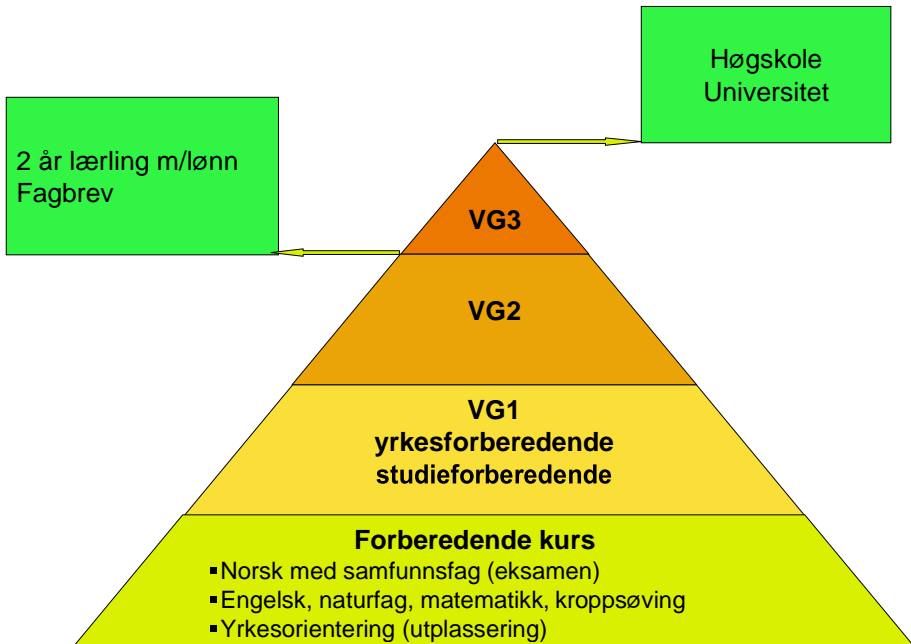 Høgskole
Universitet
2 år lærling m/lønn
Fagbrev
VG3
VG2
VG1
yrkesforberedende
studieforberedende
Forberedende kurs
▪Norsk med samfunnsfag (eksamen)
▪Engelsk, naturfag, matematikk, kroppsøving
▪Yrkesorientering (utplassering)